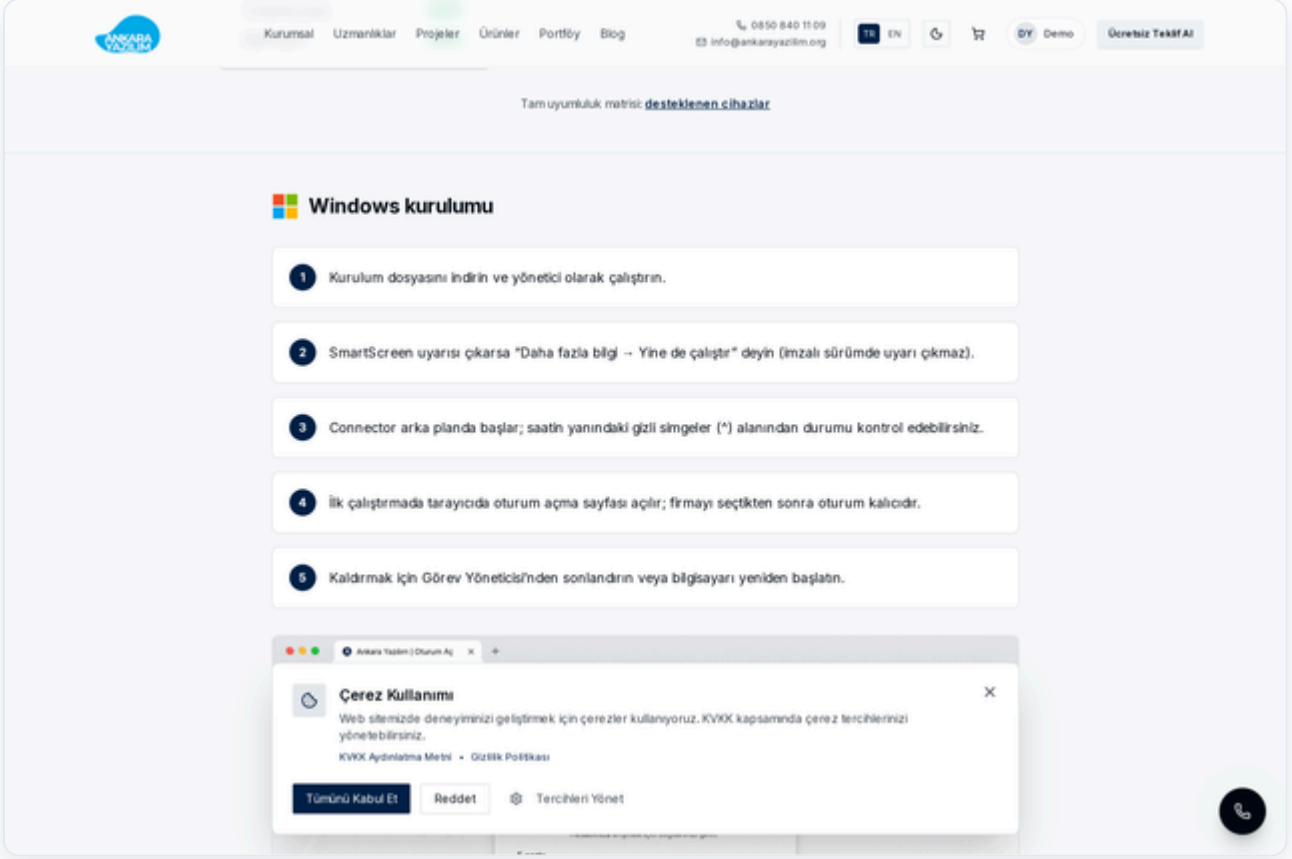 ANKARA
YAZILIM
Kurumsal
Uzmanlıklar
Projeler
Ürünler
Portföy
Blog
0850 840 11 09
info@ankarayazilim.org
TR
EN
DY
Demo
Ücretsiz Teklif Al
Tam uyumluluk matrisi: desteklenen cihazlar
Windows kurulumu
1 Kurulum dosyasını indirin ve yönetici olarak çalıştırın.
2 SmartScreen uyarısı çıkarsa "Daha fazla bilgi → Yine de çalıştır" deyin (imzalı sürümde uyarı çıkmaz).
3 Connector arka planda başlar; saatin yanındaki gizli simgeler (^) alanından durumu kontrol edebilirsiniz.
4 İlk çalıştırmada tarayıcıda oturum açma sayfası açılır; firmayı seçtikten sonra oturum kalıcıdır.
5 Kaldırmak için Görev Yöneticisi'nden sonlandırın veya bilgisayarı yeniden başlatın.
Ankara Yazılım | Oturum Aç
Çerez Kullanımı
Web sitemizde deneyiminizi geliştirmek için çerezler kullanıyoruz. KVKK kapsamında çerez tercihlerinizi
yönetebilirsiniz.
KVKK Aydınlatma Metni • Gizlilik Politikası
Tümünü Kabul Et
Reddet
Tercihleri Yönet